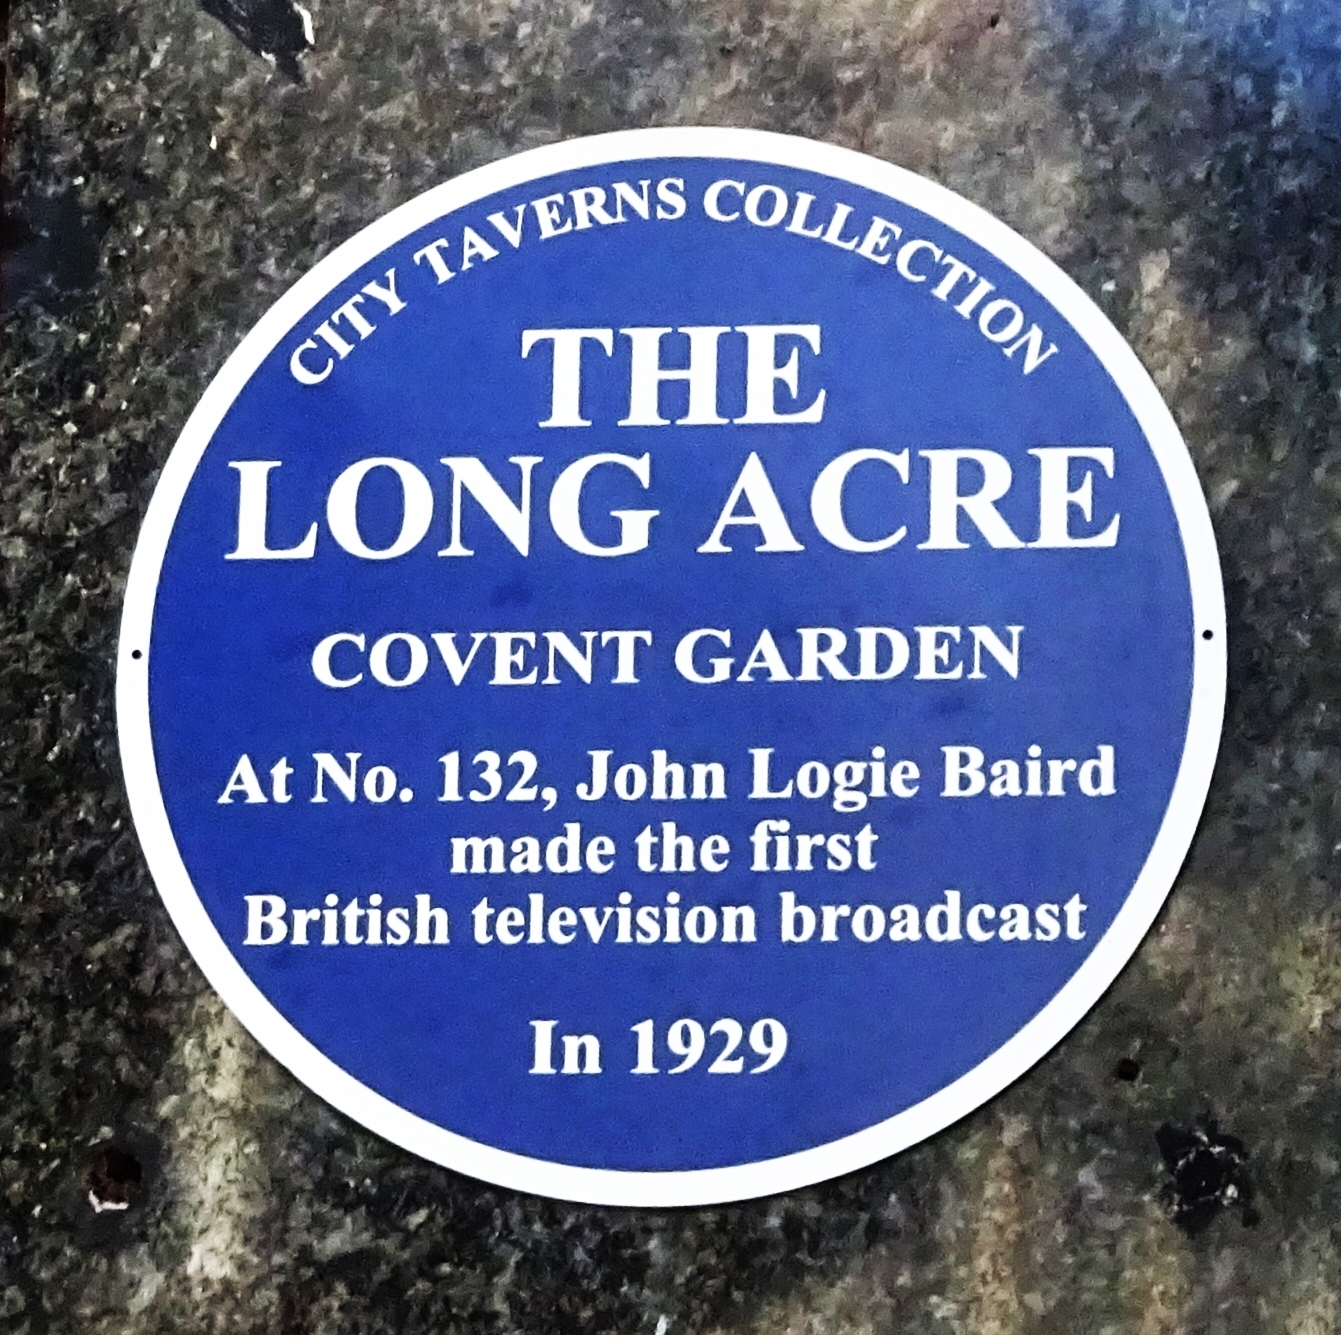 CITY TAVERNS COLLECTION
THE
LONG ACRE
COVENT GARDEN
At No. 132, John Logie Baird
made the first
British television broadcast
In 1929